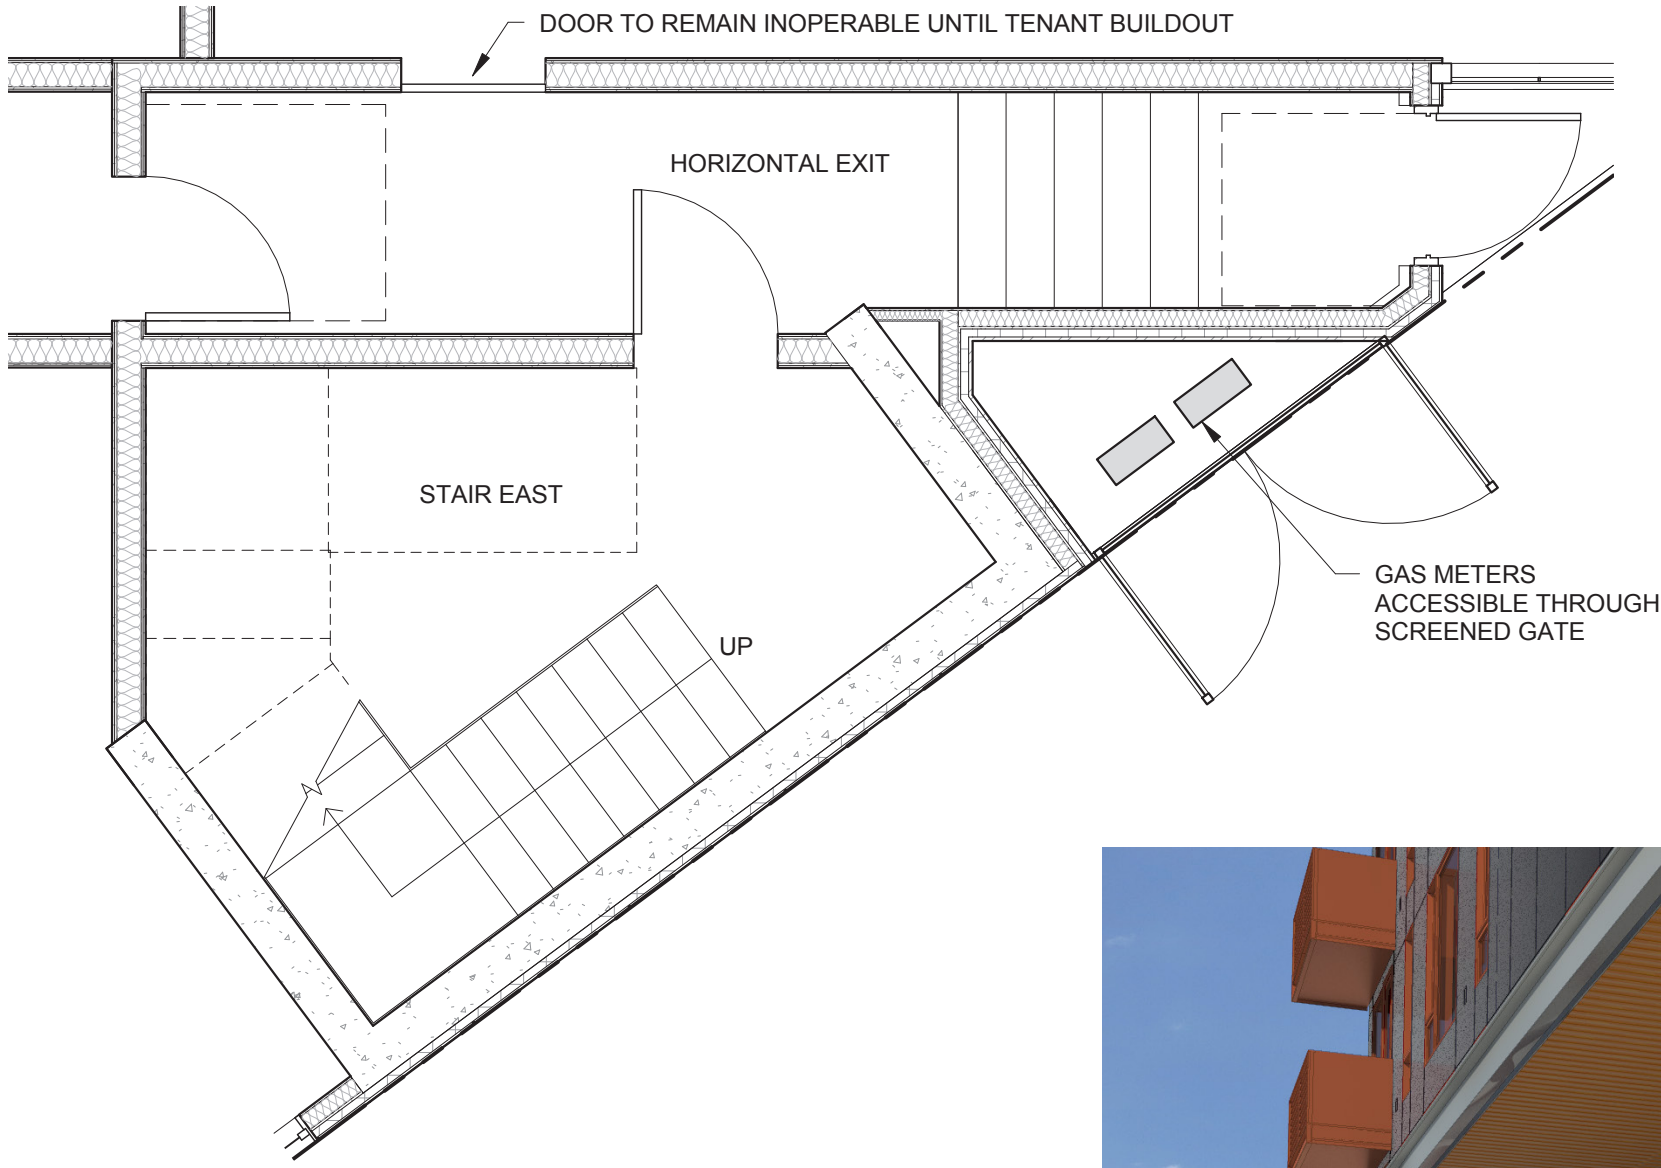 DOOR TO REMAIN INOPERABLE UNTIL TENANT BUILDOUT
HORIZONTAL EXIT
STAIR EAST
UP
GAS METERS
ACCESSIBLE THROUGH
SCREENED GATE